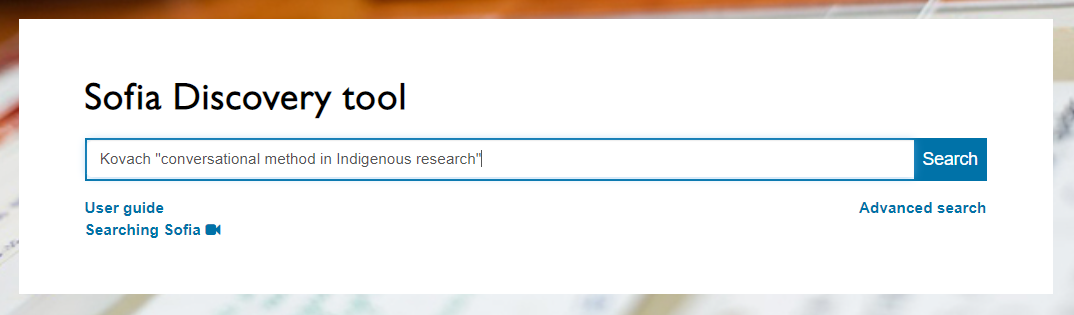 Sofia Discovery tool
Kovach "conversational method in Indigenous research"
Search
User guide
Advanced search
Searching Sofia